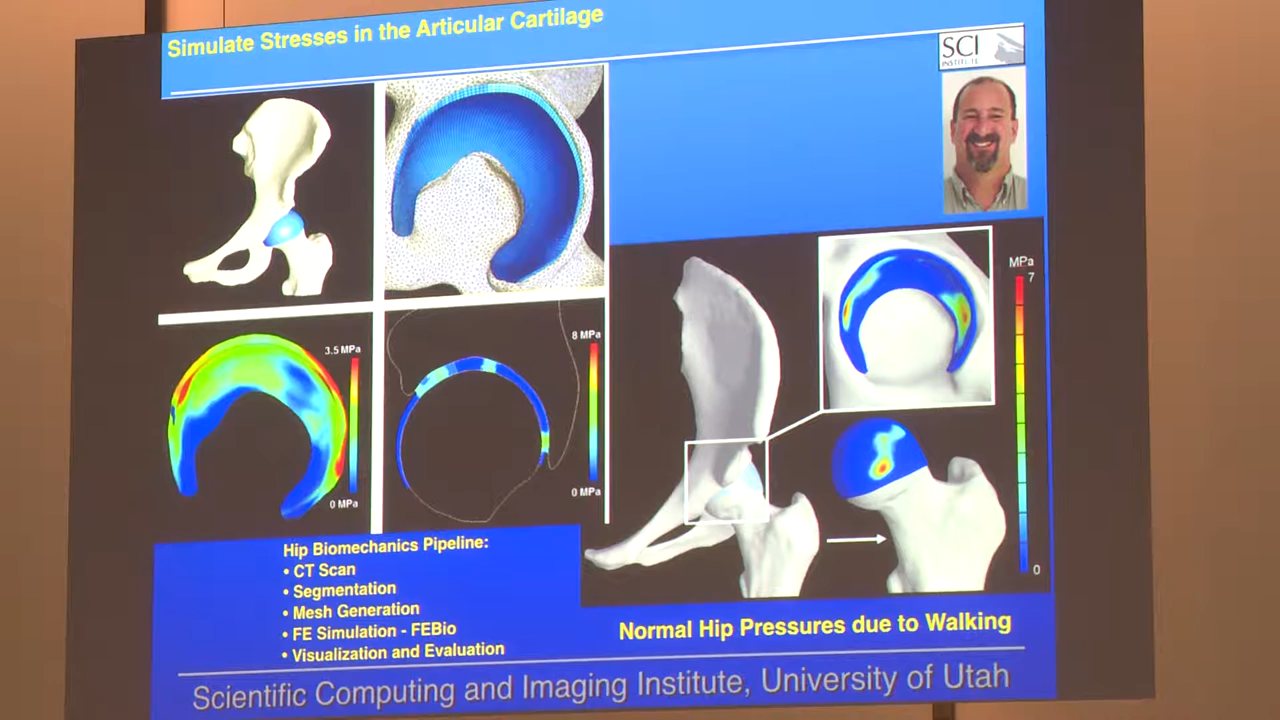 Simulate Stresses in the Articular Cartilage
SCI
INSTITUTE
3.5 MPa
0 MPa
8 MPa
0 MPa
MPa
7
0
Hip Biomechanics Pipeline:
• CT Scan
• Segmentation
• Mesh Generation
• FE Simulation - FEBio
• Visualization and Evaluation
Normal Hip Pressures due to Walking
Scientific Computing and Imaging Institute, University of Utah